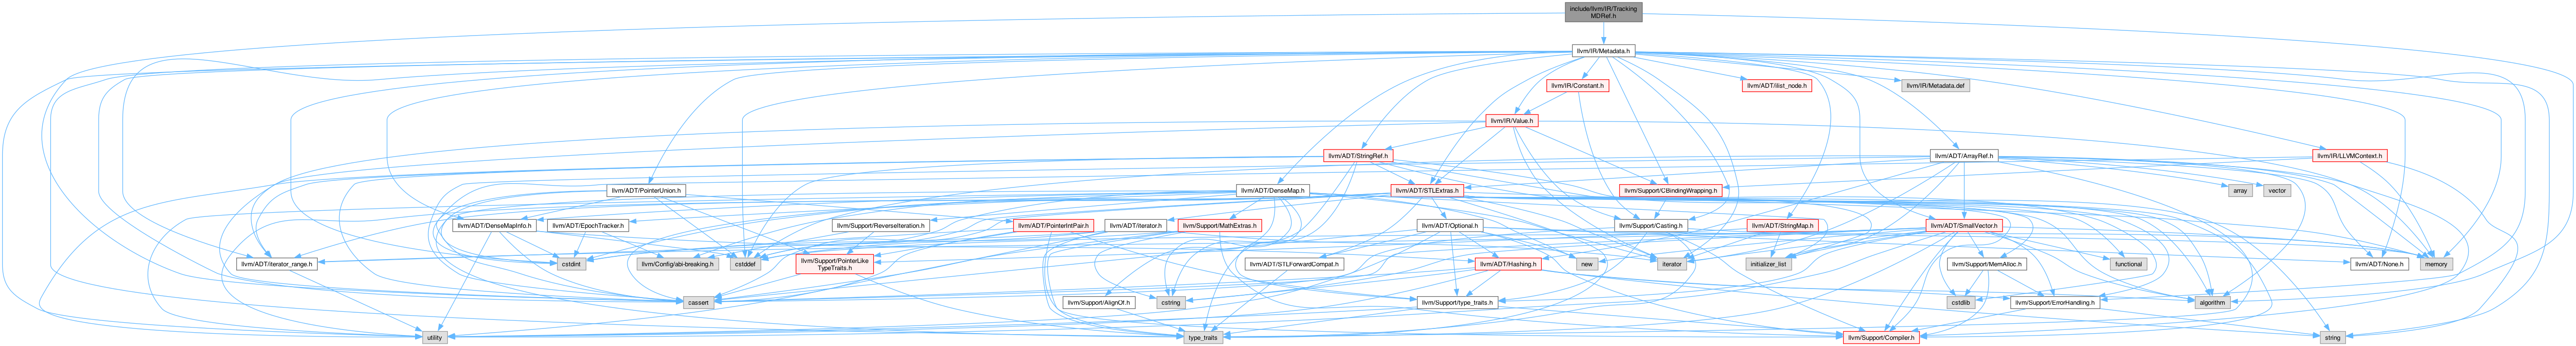 include/llvm/IR/Tracking
MDRef.h
llvm/IR/Metadata.h
llvm/IR/Constant.h
llvm/ADT/ilist_node.h
llvm/IR/Metadata.def
llvm/IR/Value.h
llvm/ADT/StringRef.h
llvm/ADT/ArrayRef.h
llvm/IR/LLVMContext.h
llvm/ADT/PointerUnion.h
llvm/ADT/DenseMap.h
llvm/ADT/STLExtras.h
llvm/Support/CBindingWrapping.h
array
vector
llvm/ADT/DenseMapInfo.h
llvm/ADT/EpochTracker.h
llvm/Support/ReverseIteration.h
llvm/ADT/PointerIntPair.h
llvm/ADT/iterator.h
llvm/Support/MathExtras.h
llvm/ADT/Optional.h
llvm/Support/Casting.h
llvm/ADT/StringMap.h
llvm/ADT/SmallVector.h
llvm/ADT/iterator_range.h
cstdint
llvm/Config/abi-breaking.h
cstddef
llvm/Support/PointerLike
TypeTraits.h
llvm/ADT/STLForwardCompat.h
llvm/ADT/Hashing.h
new
iterator
initializer_list
llvm/Support/MemAlloc.h
functional
llvm/ADT/None.h
memory
cassert
llvm/Support/AlignOf.h
cstring
llvm/Support/type_traits.h
cstdlib
llvm/Support/ErrorHandling.h
algorithm
utility
type_traits
llvm/Support/Compiler.h
string